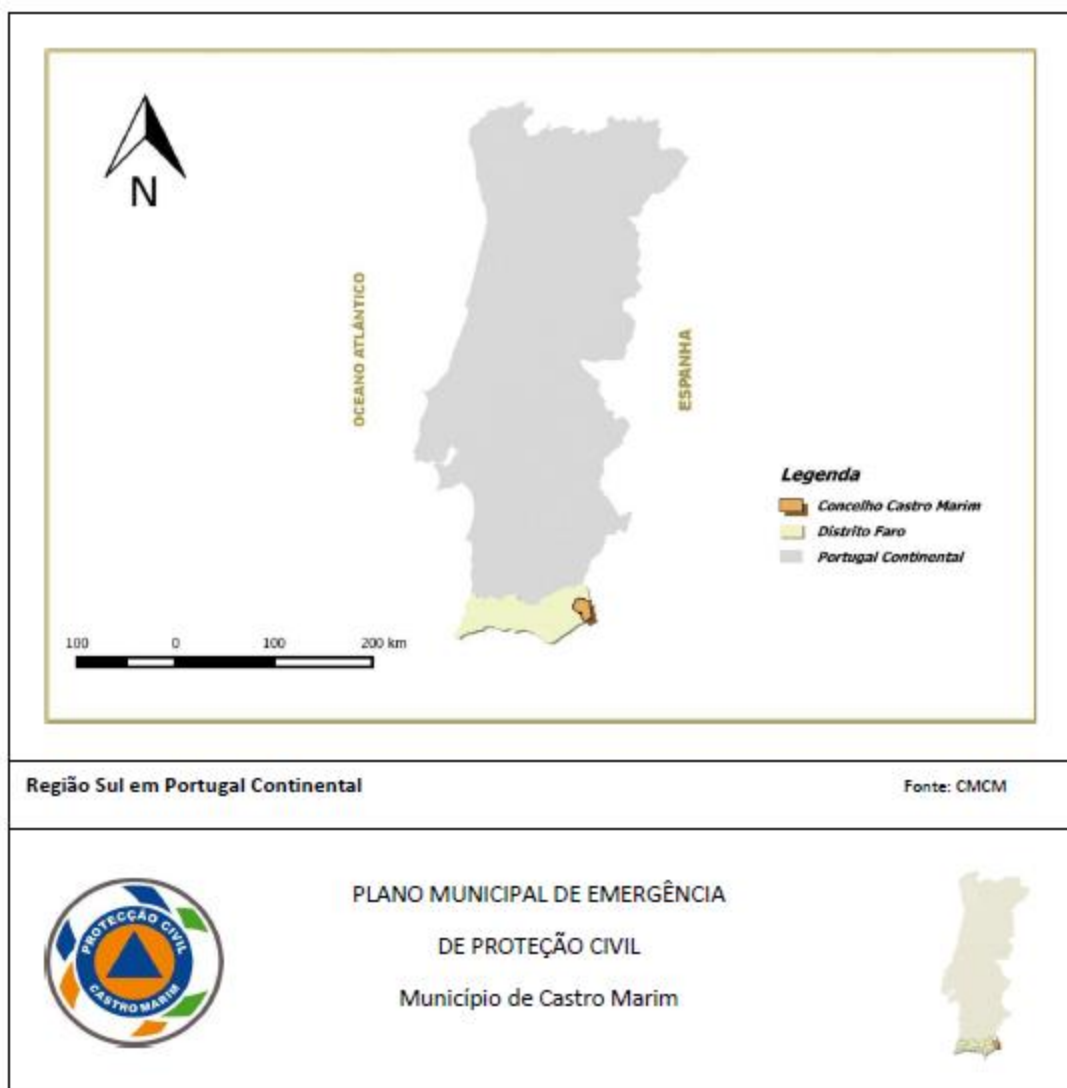 N
OCEANO ATLÂNTICO
ESPANHA
Legenda
Concelho Castro Marim
Distrito Faro
Portugal Continental
100 0 100 200 km
Região Sul em Portugal Continental
Fonte: CMCM
PROTECÇÃO CIVIL
CASTRO MARIM
PLANO MUNICIPAL DE EMERGÊNCIA
DE PROTEÇÃO CIVIL
Município de Castro Marim